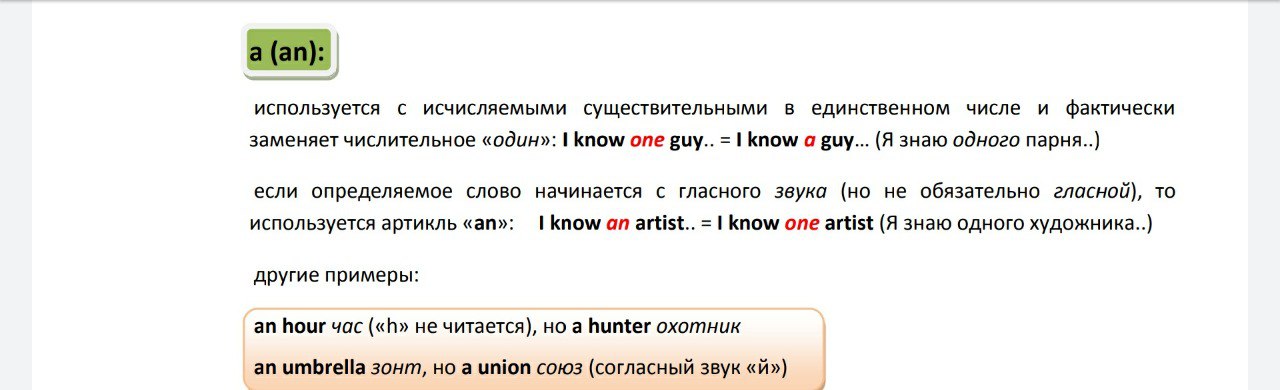 a (an):
используется с исчисляемыми существительными в единственном числе и фактически
заменяет числительное «один»: I know one guy.. = I know a guy... (Я знаю одного парня..)
если определяемое слово начинается с гласного звука (но не обязательно гласной), то
используется артикль «an»: I know an artist.. = I know one artist (Я знаю одного художника..)
другие примеры:
an hour час («h» не читается), но a hunter охотник
an umbrella зонт, но a union союз (согласный звук «й»)